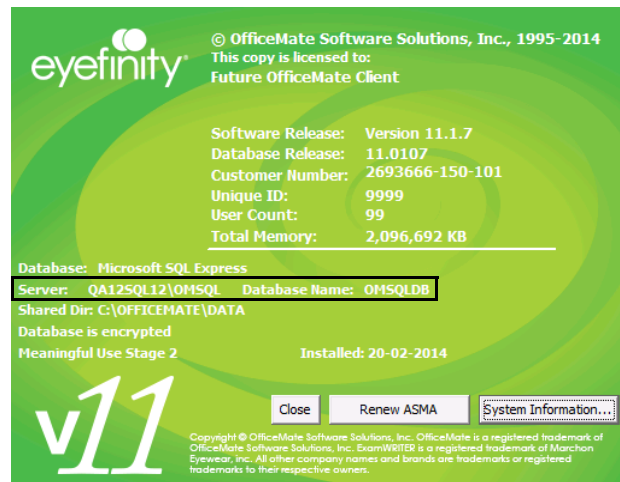 eyefinity
© OfficeMate Software Solutions, Inc., 1995-2014
This copy is licensed to:
Future OfficeMate Client
Software Release: Version 11.1.7
Database Release: 11.0107
Customer Number: 2693666-150-101
Unique ID: 9999
User Count: 99
Total Memory: 2,096,692 KB
Database: Microsoft SQL Express
Server: QA12SQL12\OMSQL Database Name: OMSQLDB
Shared Dir: C:\OFFICEMATE\DATA
Database is encrypted
Meaningful Use Stage 2 Installed: 20-02-2014
v11
Close Renew ASMA System Information...
Copyright © OfficeMate Software Solutions, Inc. OfficeMate is a registered trademark of
OfficeMate Software Solutions, Inc. ExamWRITER is a registered trademark of Marchon
Eyewear, inc. All other company names and brands are trademarks or registered
trademarks to their respective owners.